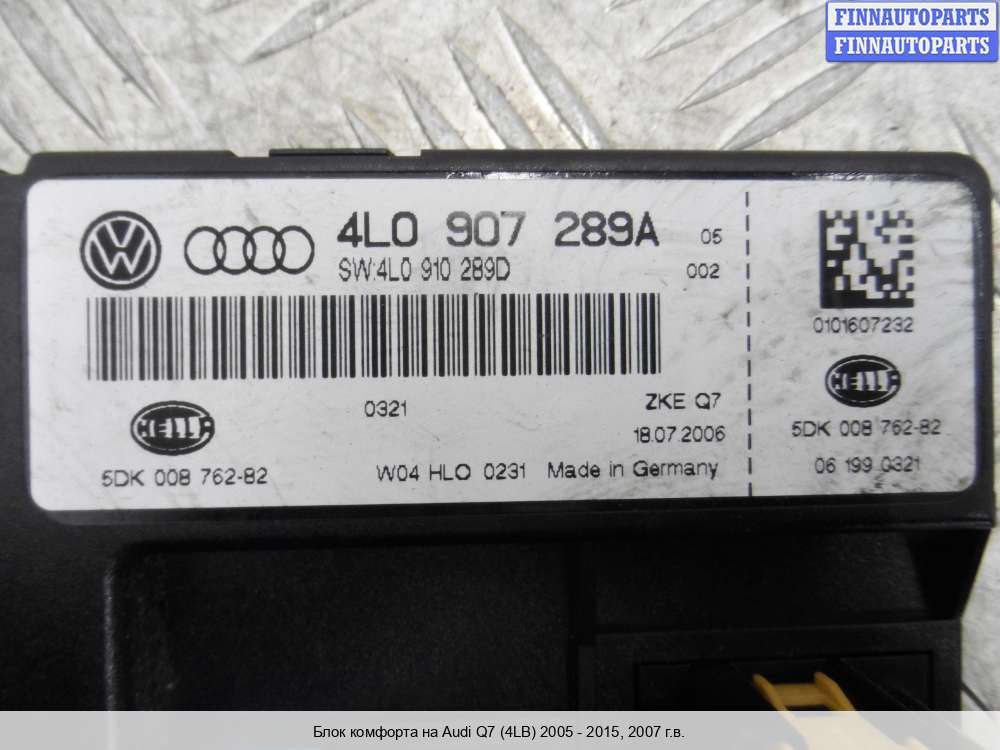 FINNAUTOPARTS
FINNAUTOPARTS
4L0 907 289A 05
SW:4L0 910 289D 002
0101607232
HELLA
0321 ZKE Q7
HELLA
18.07.2006
5DK 008 762-82
5DK 008 762-82
W04 HLO 0231 Made in Germany
06 199 0321
Блок комфорта на Audi Q7 (4LB) 2005 - 2015, 2007 г.в.